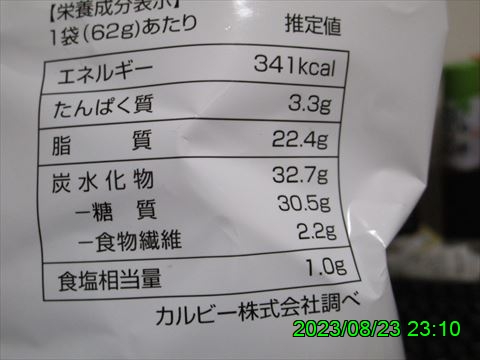 【栄養成分表示】
1袋(62g)あたり 推定値
エネルギー 341kcal
たんぱく質 3.3g
脂 質 22.4g
炭水化物 32.7g
−糖 質 30.5g
−食物繊維 2.2g
食塩相当量 1.0g
カルビー株式会社調べ
2023/08/23 23:10